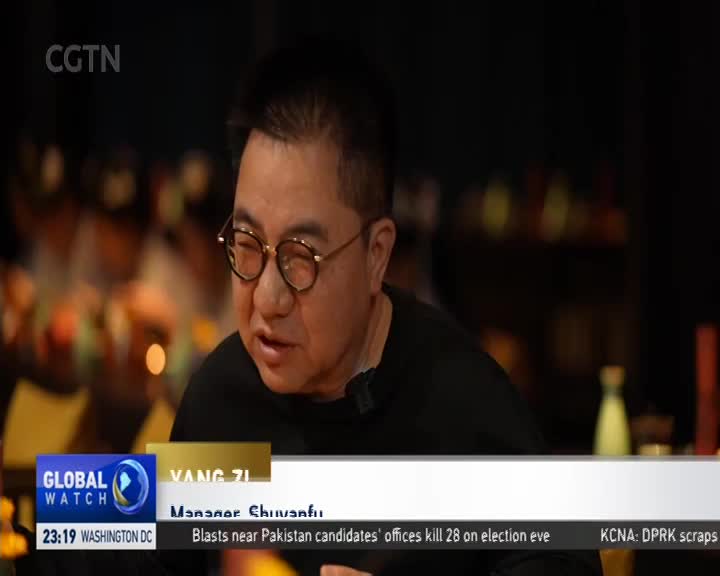 CGTN
YANG ZI
Manager, Shuyanfu
GLOBAL
WATCH
23:19 WASHINGTON DC
Blasts near Pakistan candidates' offices kill 28 on election eve
KCNA: DPRK scraps